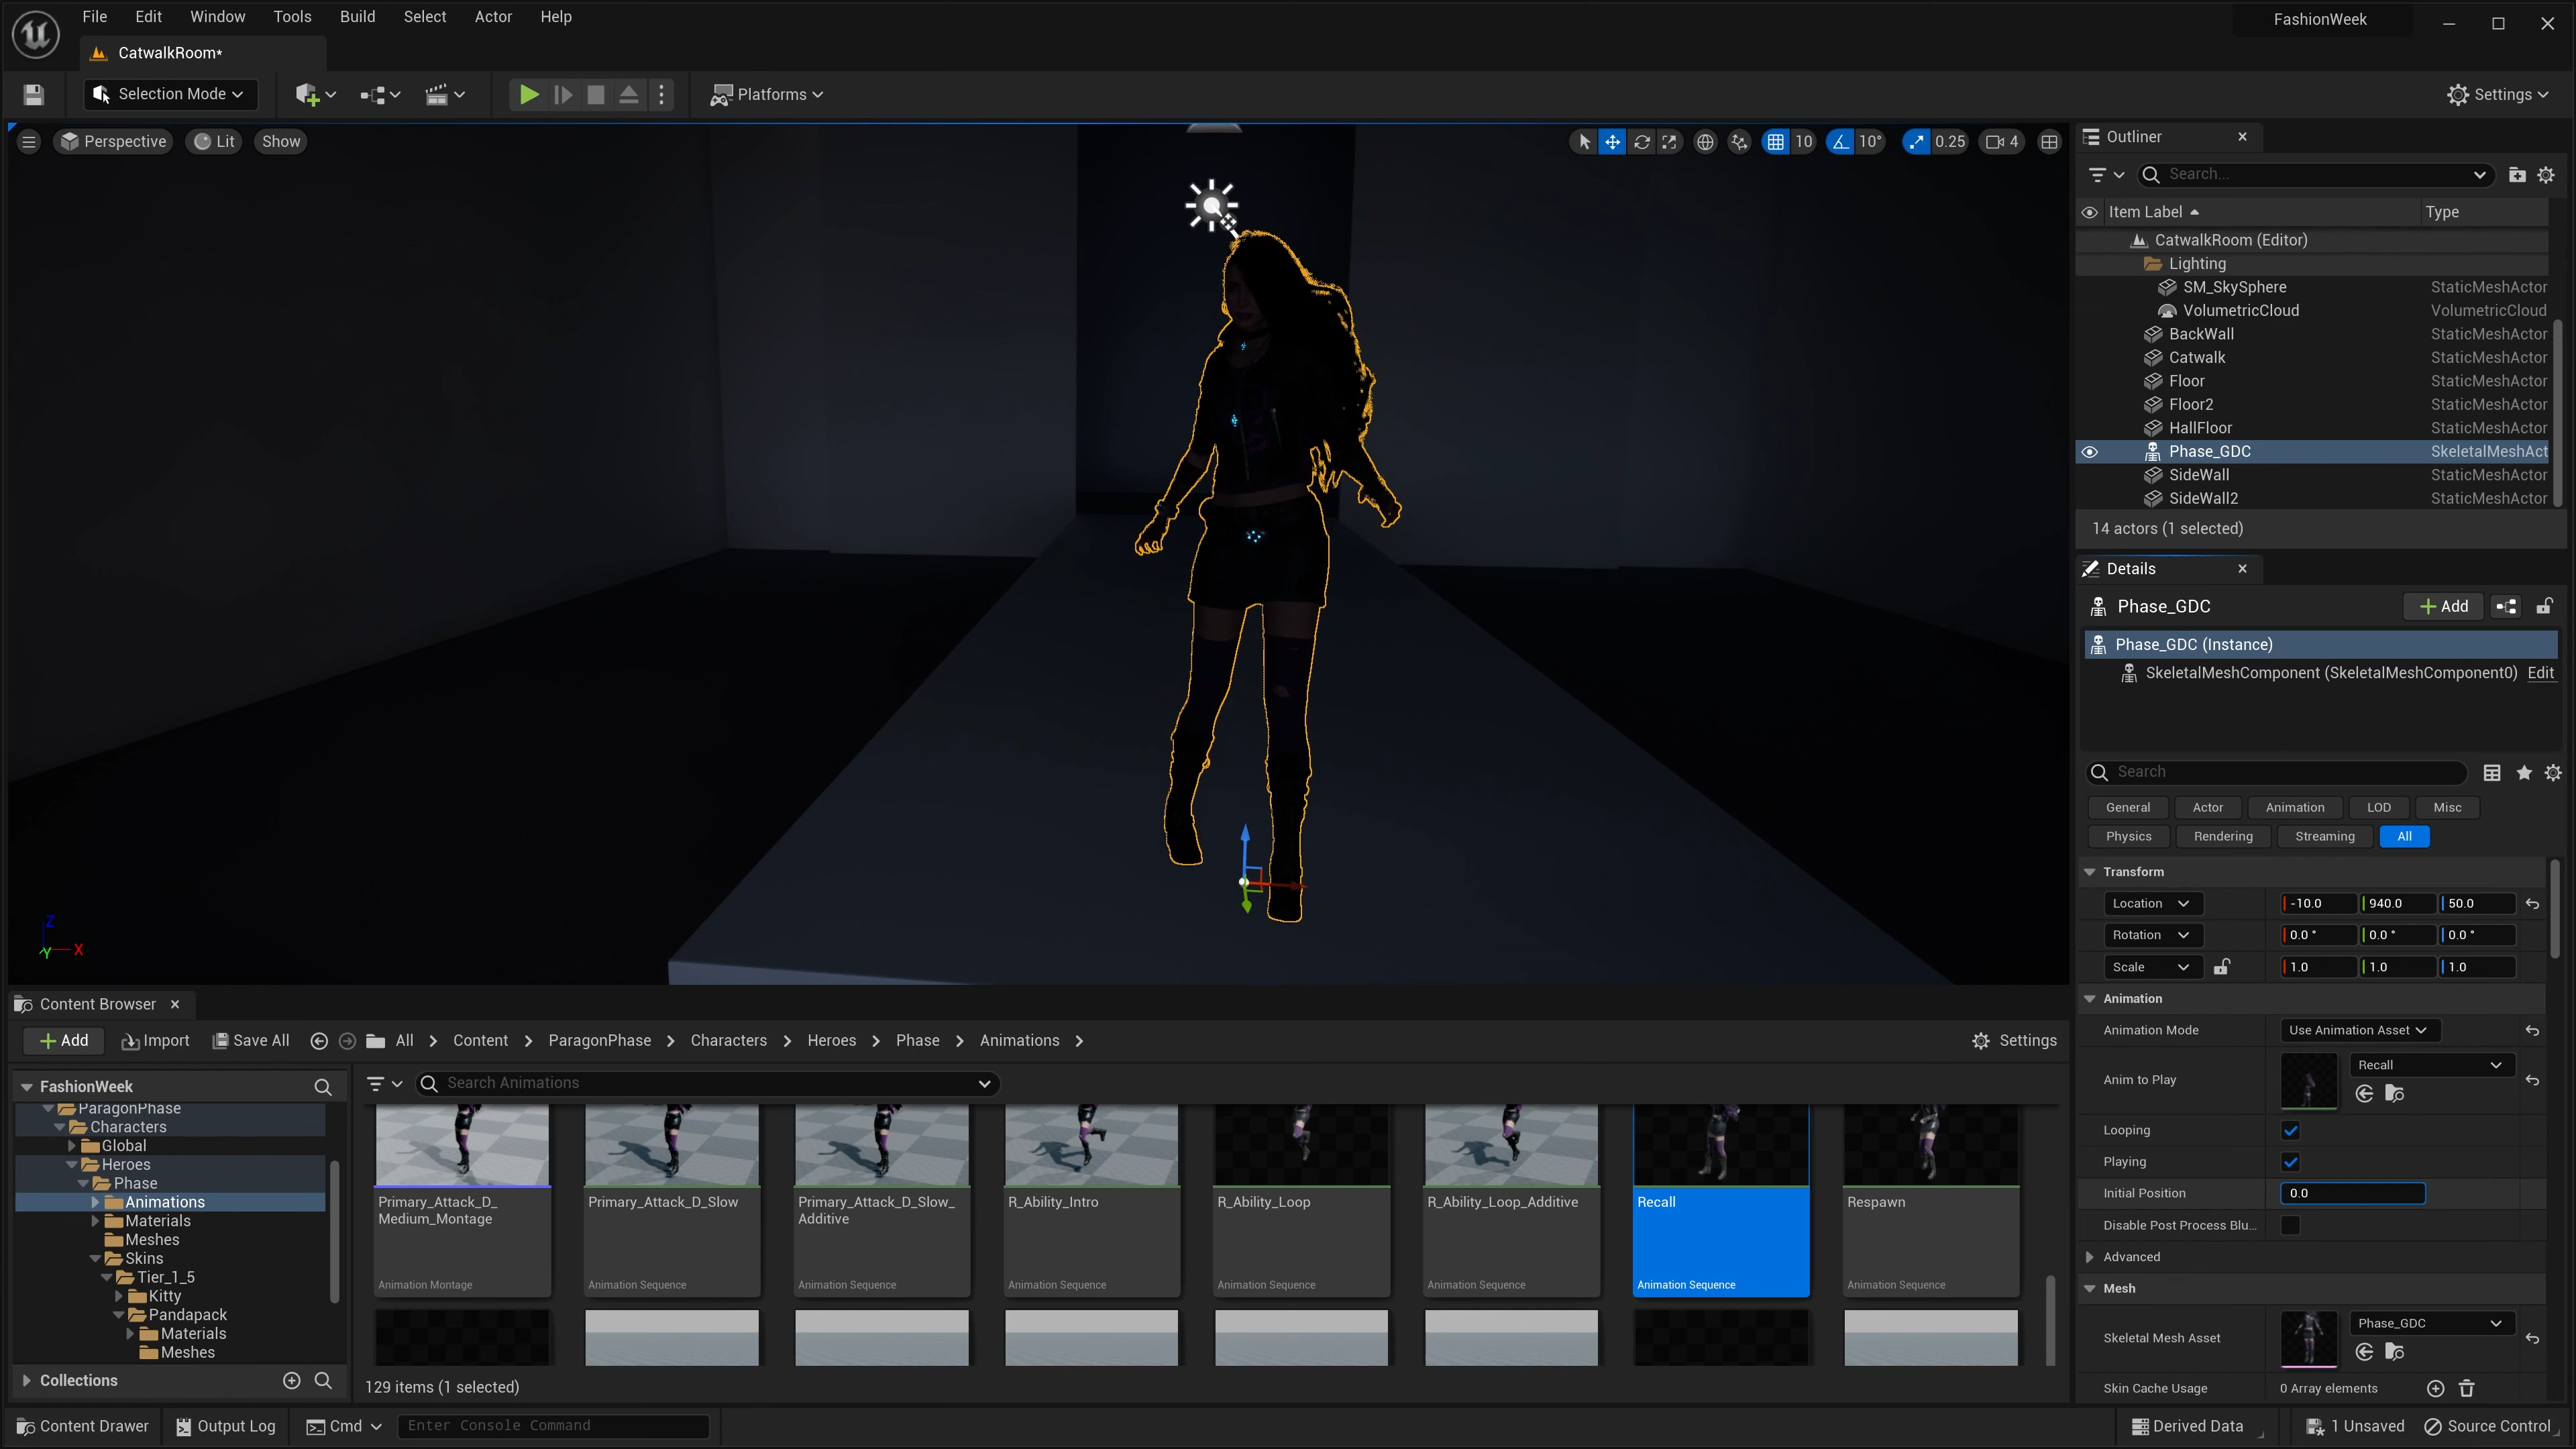 File Edit Window Tools Build Select Actor Help
FashionWeek
CatwalkRoom*
Selection Mode
Platforms
Settings
Perspective
Lit
Show
10
10°
0.25
4
Outliner
Search...
Item Label
Type
CatwalkRoom (Editor)
Lighting
SM_SkySphere StaticMeshActor
VolumetricCloud VolumetricCloud
BackWall StaticMeshActor
Catwalk StaticMeshActor
Floor StaticMeshActor
Floor2 StaticMeshActor
HallFloor StaticMeshActor
Phase_GDC SkeletalMeshAct
SideWall StaticMeshActor
SideWall2 StaticMeshActor
14 actors (1 selected)
Details
Phase_GDC
Add
Phase_GDC (Instance)
SkeletalMeshComponent (SkeletalMeshComponent0) Edit
Search
General Actor Animation LOD Misc
Physics Rendering Streaming All
Transform
Location -10.0 940.0 50.0
Rotation 0.0 ° 0.0 ° 0.0 °
Scale 1.0 1.0 1.0
Animation
Animation Mode Use Animation Asset
Anim to Play Recall
Looping
Playing
Initial Position 0.0
Disable Post Process Blu...
Advanced
Mesh
Skeletal Mesh Asset Phase_GDC
Skin Cache Usage 0 Array elements
Z
Y X
Content Browser
Add Import Save All All Content ParagonPhase Characters Heroes Phase Animations Settings
FashionWeek
ParagonPhase
Characters
Global
Heroes
Phase
Animations
Materials
Meshes
Skins
Tier_1_5
Kitty
Pandapack
Materials
Meshes
Collections
Search Animations
Primary_Attack_D_
Medium_Montage
Animation Montage
Primary_Attack_D_Slow
Animation Sequence
Primary_Attack_D_Slow_
Additive
Animation Sequence
R_Ability_Intro
Animation Sequence
R_Ability_Loop
Animation Sequence
R_Ability_Loop_Additive
Animation Sequence
Recall
Animation Sequence
Respawn
Animation Sequence
129 items (1 selected)
Content Drawer Output Log Cmd Enter Console Command Derived Data 1 Unsaved Source Control